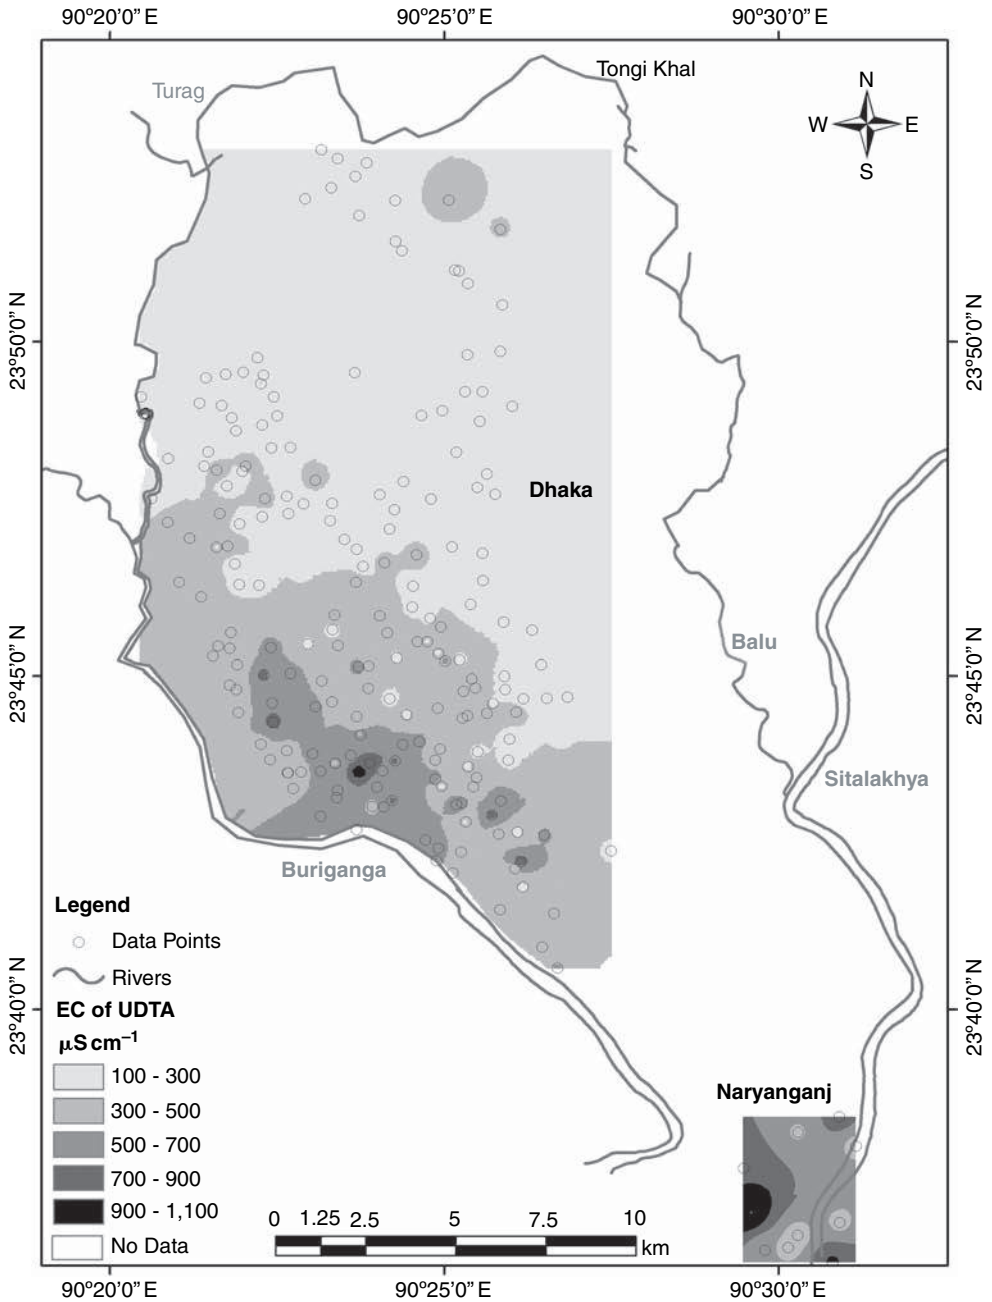 90°20'0" E 90°25'0" E 90°30'0" E
Tongi Khal
Turag
N
W E
S
23°50'0" N 23°50'0" N
Dhaka
23°45'0" N 23°45'0" N
Balu
Sitalakhya
Buriganga
Legend
Data Points
Rivers
23°40'0" N 23°40'0" N
EC of UDTA
µS cm⁻¹
100 - 300
300 - 500
500 - 700
700 - 900
900 - 1,100
No Data
Naryanganj
0 1.25 2.5 5 7.5 10
km
90°20'0" E 90°25'0" E 90°30'0" E